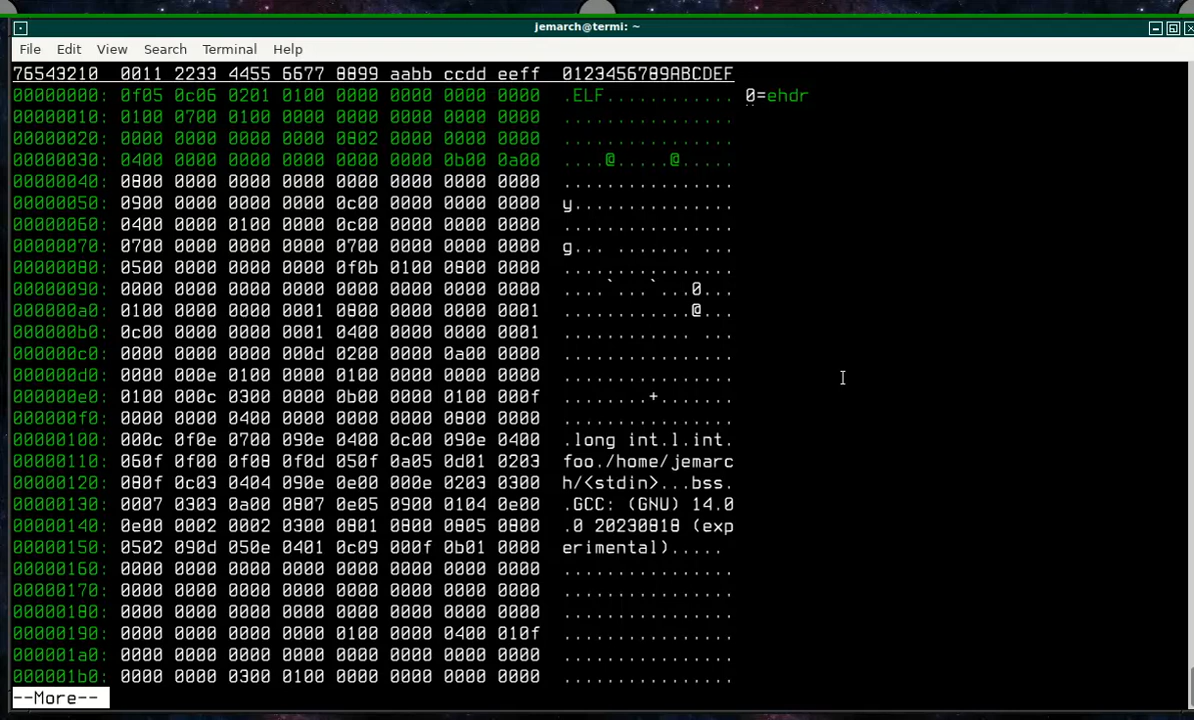 jemarch@termi: ~
File Edit View Search Terminal Help
76543210  0011 2233 4455 6677 8899 aabb ccdd eeff  0123456789ABCDEF
00000000: 0f05 0c06 0201 0100 0000 0000 0000 0000  .ELF............ 0=ehdr
00000010: 0100 0700 0100 0000 0000 0000 0000 0000  ................
00000020: 0000 0000 0000 0000 0802 0000 0000 0000  ................
00000030: 0400 0000 0000 0000 0000 0000 0b00 0a00  ....@.....@.....
00000040: 0800 0000 0000 0000 0000 0000 0000 0000  ................
00000050: 0900 0000 0000 0000 0c00 0000 0000 0000  y...............
00000060: 0400 0000 0100 0000 0c00 0000 0000 0000  ................
00000070: 0700 0000 0000 0000 0700 0000 0000 0000  g... ....... ...
00000080: 0500 0000 0000 0000 0f0b 0100 0800 0000  ................
00000090: 0000 0000 0000 0000 0000 0000 0000 0000  ....`...`...0...
000000a0: 0100 0000 0000 0001 0800 0000 0000 0001  ............@...
000000b0: 0c00 0000 0000 0001 0400 0000 0000 0001  ............ ...
000000c0: 0000 0000 0000 000d 0200 0000 0a00 0000  ................
000000d0: 0000 000e 0100 0000 0100 0000 0000 0000  ................
000000e0: 0100 000c 0300 0000 0b00 0000 0100 000f  ........+.......
000000f0: 0000 0000 0400 0000 0000 0000 0800 0000  ................
00000100: 000c 0f0e 0700 090e 0400 0c00 090e 0400  .long int.l.int.
00000110: 060f 0f00 0f08 0f0d 050f 0a05 0d01 0203  foo./home/jemarc
00000120: 080f 0c03 0404 090e 0e00 000e 0203 0300  h/<stdin>...bss.
00000130: 0007 0303 0a00 0807 0e05 0900 0104 0e00  .GCC: (GNU) 14.0
00000140: 0e00 0002 0002 0300 0801 0800 0805 0800  .0 20230818 (exp
00000150: 0502 090d 050e 0401 0c09 000f 0b01 0000  erimental).....
00000160: 0000 0000 0000 0000 0000 0000 0000 0000  ................
00000170: 0000 0000 0000 0000 0000 0000 0000 0000  ................
00000180: 0000 0000 0000 0000 0000 0000 0000 0000  ................
00000190: 0000 0000 0000 0000 0100 0000 0400 010f  ................
000001a0: 0000 0000 0000 0000 0000 0000 0000 0000  ................
000001b0: 0000 0000 0300 0100 0000 0000 0000 0000  ................
--More--